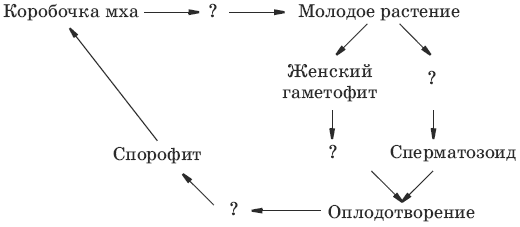 Коробочка мха ? Молодое растение
Женский гаметофит ?
? Сперматозоид
Спорофит
? Оплодотворение